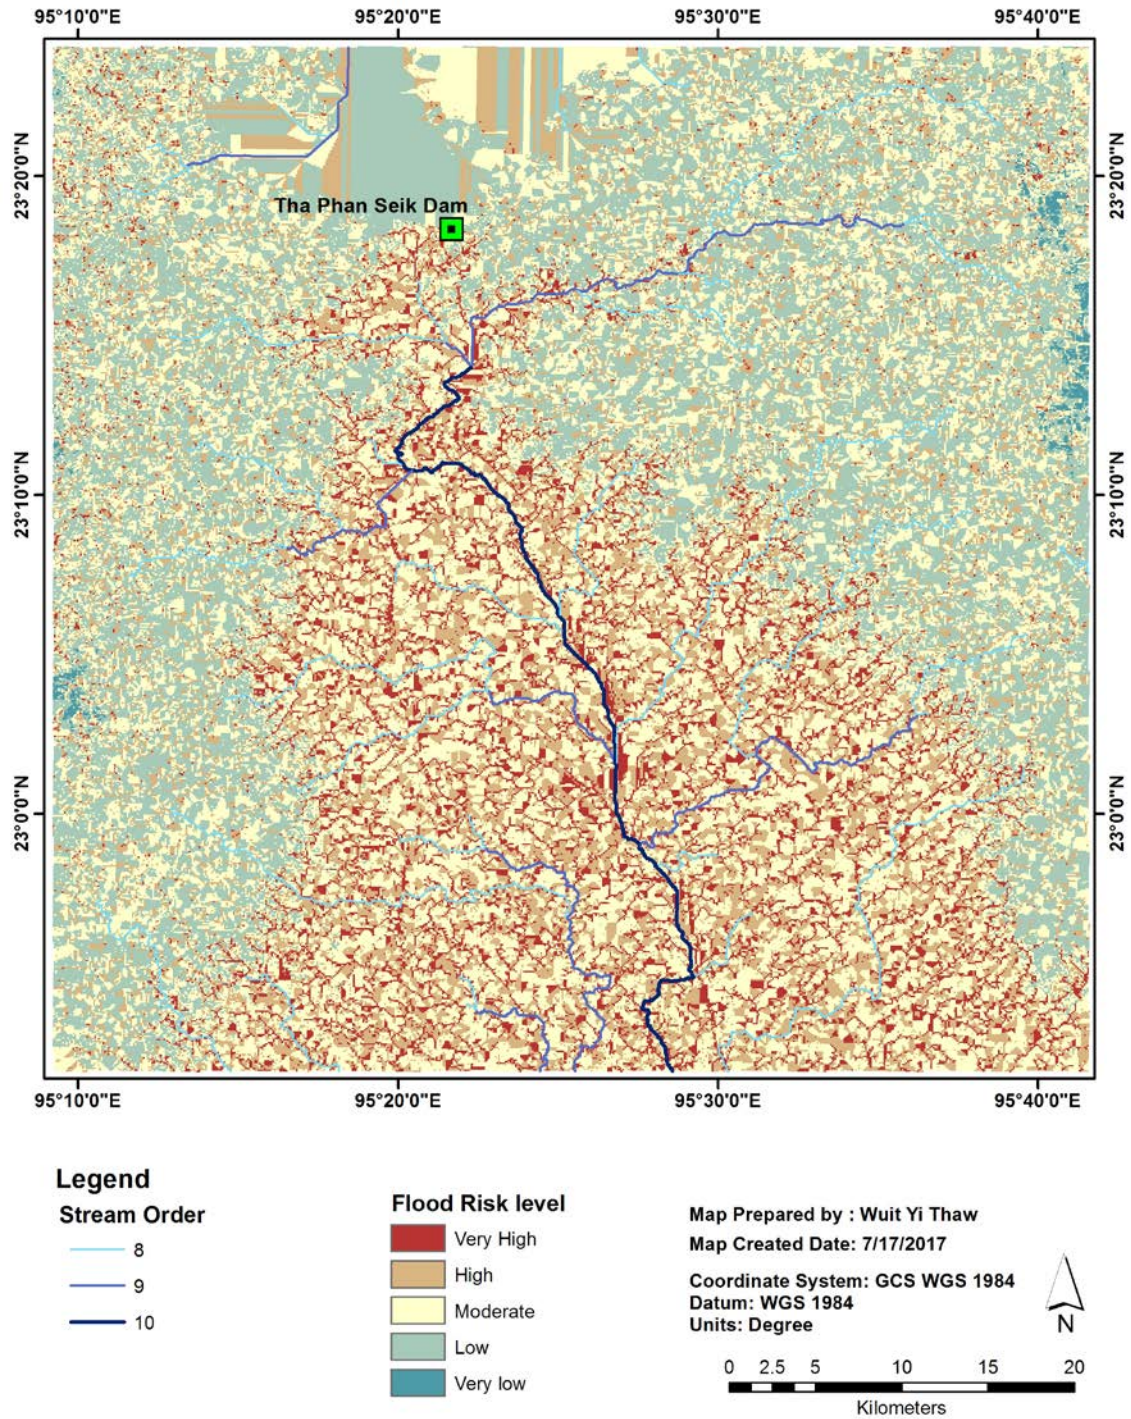 95°10'0"E 95°20'0"E 95°30'0"E 95°40'0"E
23°20'0"N 23°20'0"N
Tha Phan Seik Dam
23°10'0"N 23°10'0"N
23°0'0"N 23°0'0"N
95°10'0"E 95°20'0"E 95°30'0"E 95°40'0"E
Legend
Stream Order
8
9
10
Flood Risk level
Very High
High
Moderate
Low
Very low
Map Prepared by : Wuit Yi Thaw
Map Created Date: 7/17/2017
Coordinate System: GCS WGS 1984
Datum: WGS 1984
Units: Degree
N
0 2.5 5 10 15 20
Kilometers